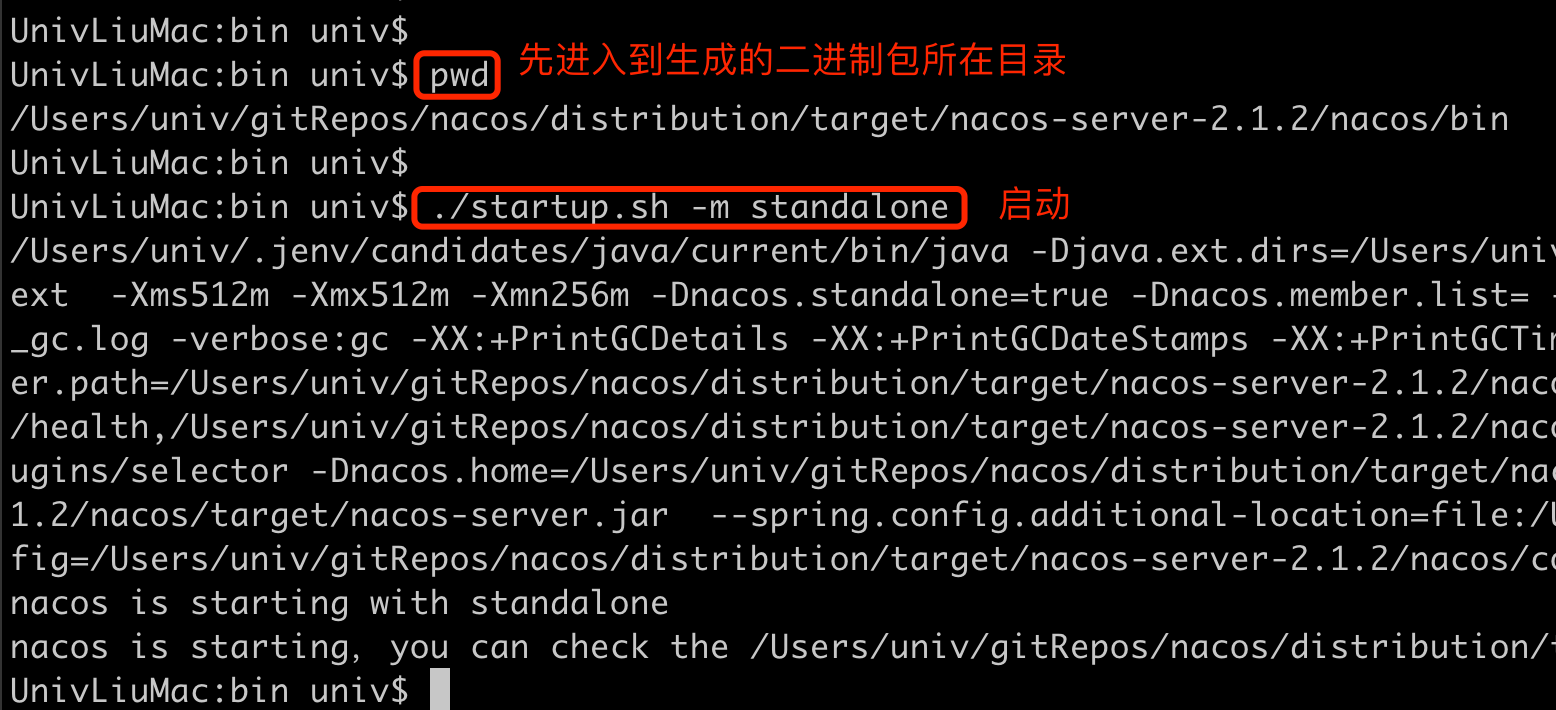 UnivLiuMac:bin univ$
UnivLiuMac:bin univ$ pwd 先进入到生成的二进制包所在目录
/Users/univ/gitRepos/nacos/distribution/target/nacos-server-2.1.2/nacos/bin
UnivLiuMac:bin univ$
UnivLiuMac:bin univ$ ./startup.sh -m standalone 启动
/Users/univ/.jenv/candidates/java/current/bin/java -Djava.ext.dirs=/Users/univ
ext  -Xms512m -Xmx512m -Xmn256m -Dnacos.standalone=true -Dnacos.member.list= -
_gc.log -verbose:gc -XX:+PrintGCDetails -XX:+PrintGCDateStamps -XX:+PrintGCTim
er.path=/Users/univ/gitRepos/nacos/distribution/target/nacos-server-2.1.2/naco
/health,/Users/univ/gitRepos/nacos/distribution/target/nacos-server-2.1.2/naco
ugins/selector -Dnacos.home=/Users/univ/gitRepos/nacos/distribution/target/nac
1.2/nacos/target/nacos-server.jar  --spring.config.additional-location=file:/U
fig=/Users/univ/gitRepos/nacos/distribution/target/nacos-server-2.1.2/nacos/co
nacos is starting with standalone
nacos is starting, you can check the /Users/univ/gitRepos/nacos/distribution/t
UnivLiuMac:bin univ$